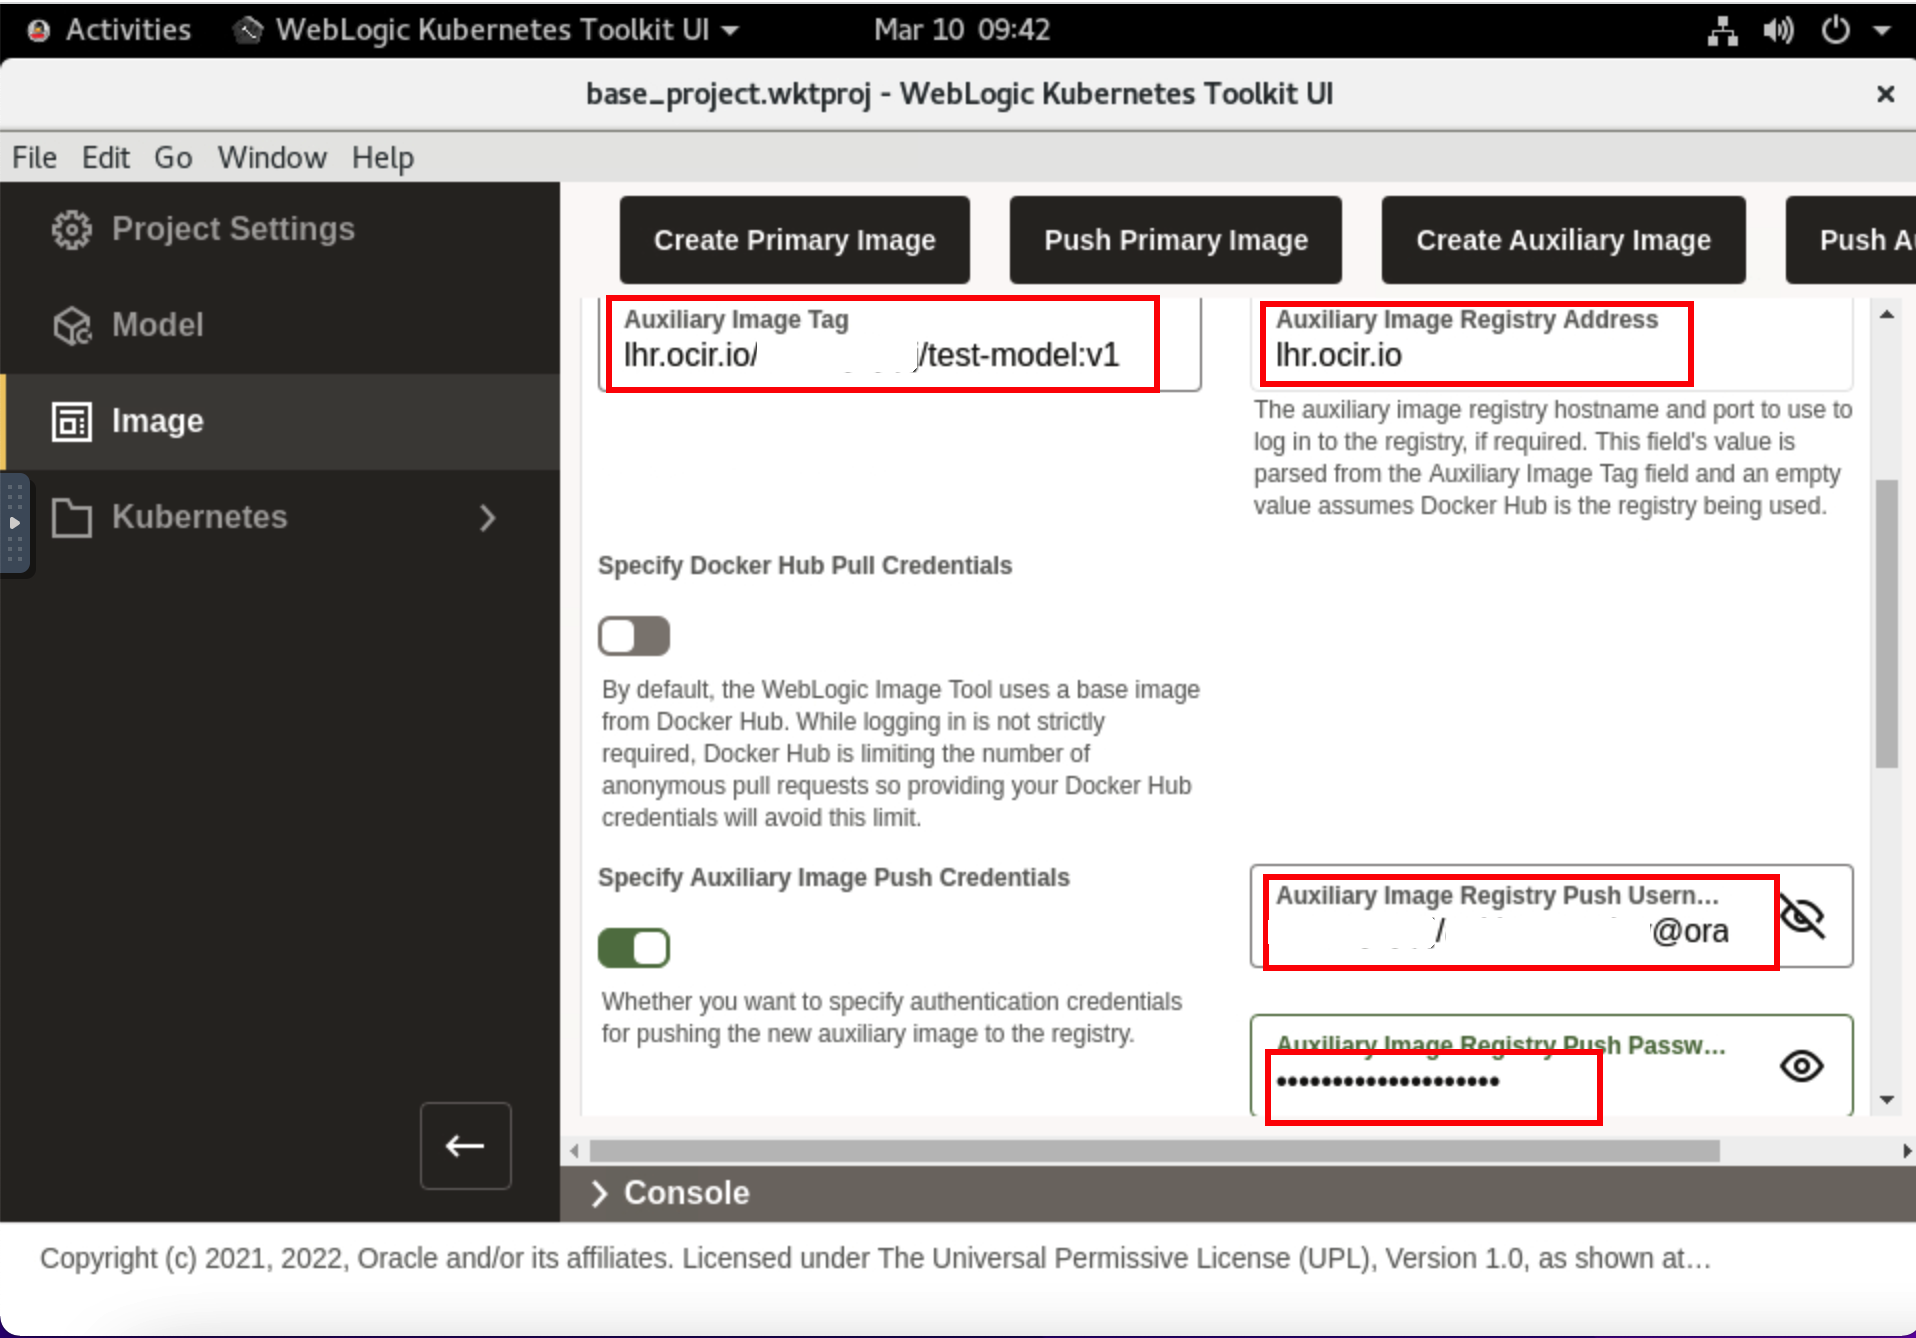 Activities WebLogic Kubernetes Toolkit UI Mar 10 09:42
base_project.wktproj - WebLogic Kubernetes Toolkit UI
File Edit Go Window Help
Project Settings
Model
Image
Kubernetes
Create Primary Image Push Primary Image Create Auxiliary Image Push
Auxiliary Image Tag
lhr.ocir.io/ /test-model:v1
Auxiliary Image Registry Address
lhr.ocir.io
The auxiliary image registry hostname and port to use to
log in to the registry, if required. This field's value is
parsed from the Auxiliary Image Tag field and an empty
value assumes Docker Hub is the registry being used.
Specify Docker Hub Pull Credentials
By default, the WebLogic Image Tool uses a base image
from Docker Hub. While logging in is not strictly
required, Docker Hub is limiting the number of
anonymous pull requests so providing your Docker Hub
credentials will avoid this limit.
Specify Auxiliary Image Push Credentials
Whether you want to specify authentication credentials
for pushing the new auxiliary image to the registry.
Auxiliary Image Registry Push Usern...
/ @ora
Auxiliary Image Registry Push Passw...
••••••••••••••••••••
Console
Copyright (c) 2021, 2022, Oracle and/or its affiliates. Licensed under The Universal Permissive License (UPL), Version 1.0, as shown at...